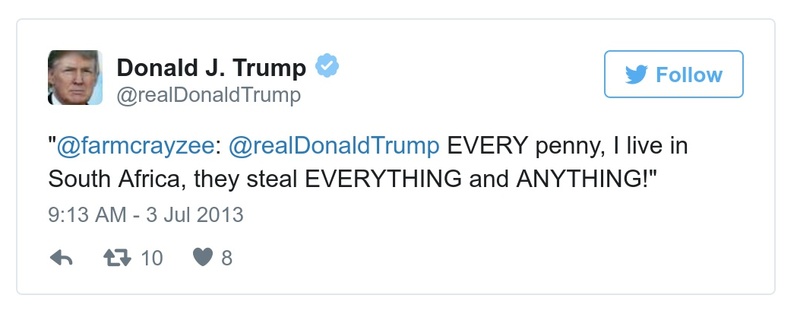 Donald J. Trump
@realDonaldTrump
Follow
"@farmcrayzee: @realDonaldTrump EVERY penny, I live in
South Africa, they steal EVERYTHING and ANYTHING!"
9:13 AM - 3 Jul 2013
10 8